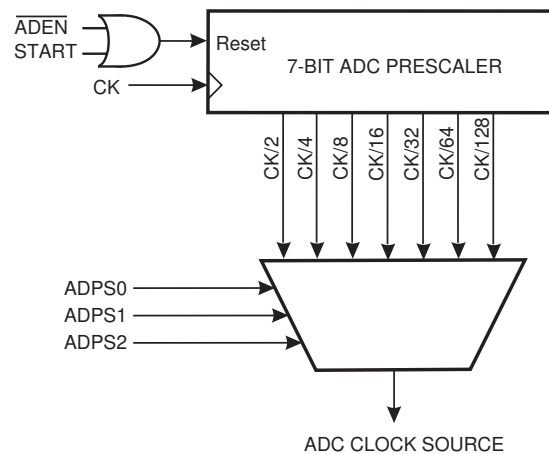 ADEN
START
Reset
7-BIT ADC PRESCALER
CK
CK/2
CK/4
CK/8
CK/16
CK/32
CK/64
CK/128
ADPS0
ADPS1
ADPS2
ADC CLOCK SOURCE